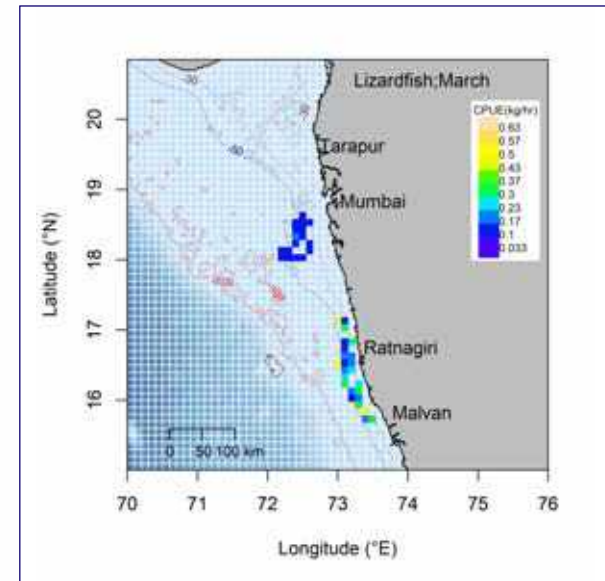 Lizardfish;March
CPUE(kg/hr)
0.63
0.57
0.5
0.43
0.37
0.3
0.23
0.17
0.1
0.033
Tarapur
Mumbai
Ratnagiri
Malvan
-50
0 50 100 km
Latitude (°N)
20
19
18
17
16
70 71 72 73 74 75 76
Longitude (°E)